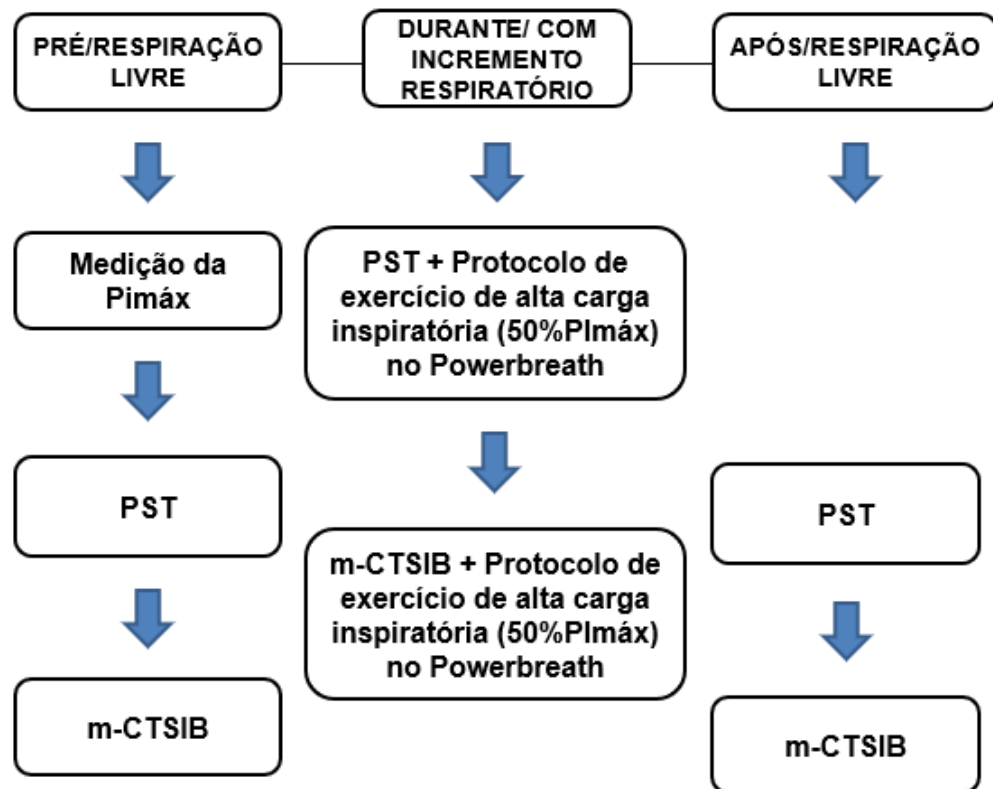 PRÉ/RESPIRAÇÃO
LIVRE
DURANTE/ COM
INCREMENTO
RESPIRATÓRIO
APÓS/RESPIRAÇÃO
LIVRE
Medição da
Pimáx
PST + Protocolo de
exercício de alta carga
inspiratória (50%PImáx)
no Powerbreath
PST
m-CTSIB + Protocolo de
exercício de alta carga
inspiratória (50%PImáx)
no Powerbreath
PST
m-CTSIB
m-CTSIB